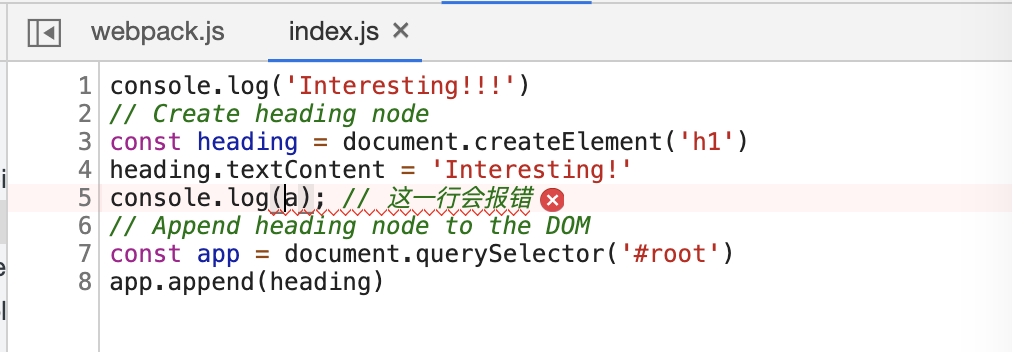 webpack.js index.js ×
1 console.log('Interesting!!!')
2 // Create heading node
3 const heading = document.createElement('h1')
4 heading.textContent = 'Interesting!'
5 console.log(a); // 这一行会报错
6 // Append heading node to the DOM
7 const app = document.querySelector('#root')
8 app.append(heading)